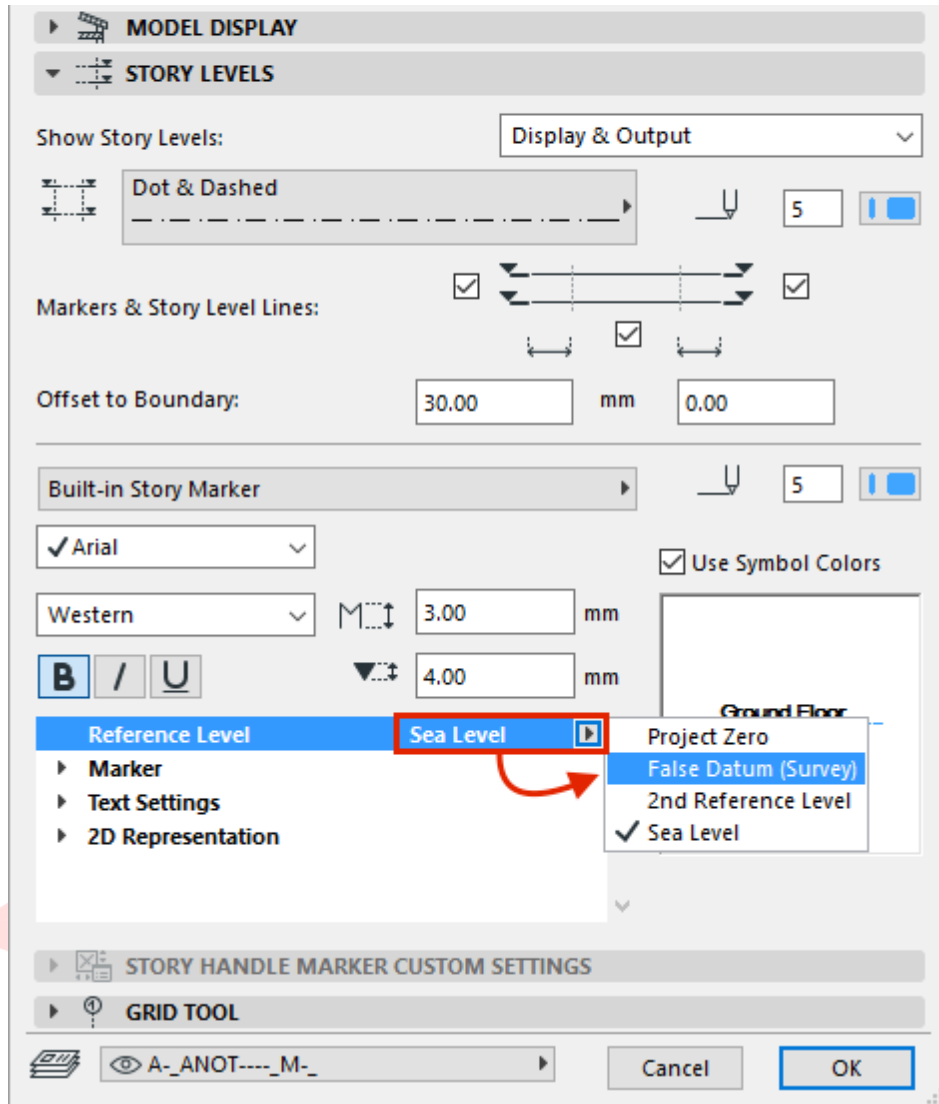 MODEL DISPLAY
STORY LEVELS
Show Story Levels: Display & Output
Dot & Dashed
5
Markers & Story Level Lines:
Offset to Boundary: 30.00 mm 0.00
Built-in Story Marker 5
Arial
Use Symbol Colors
Western M 3.00 mm
B I U 4.00 mm
Ground Floor
Reference Level Sea Level Project Zero
Marker False Datum (Survey)
Text Settings 2nd Reference Level
2D Representation Sea Level
STORY HANDLE MARKER CUSTOM SETTINGS
1 GRID TOOL
A-_ANOT----_M-_ Cancel OK